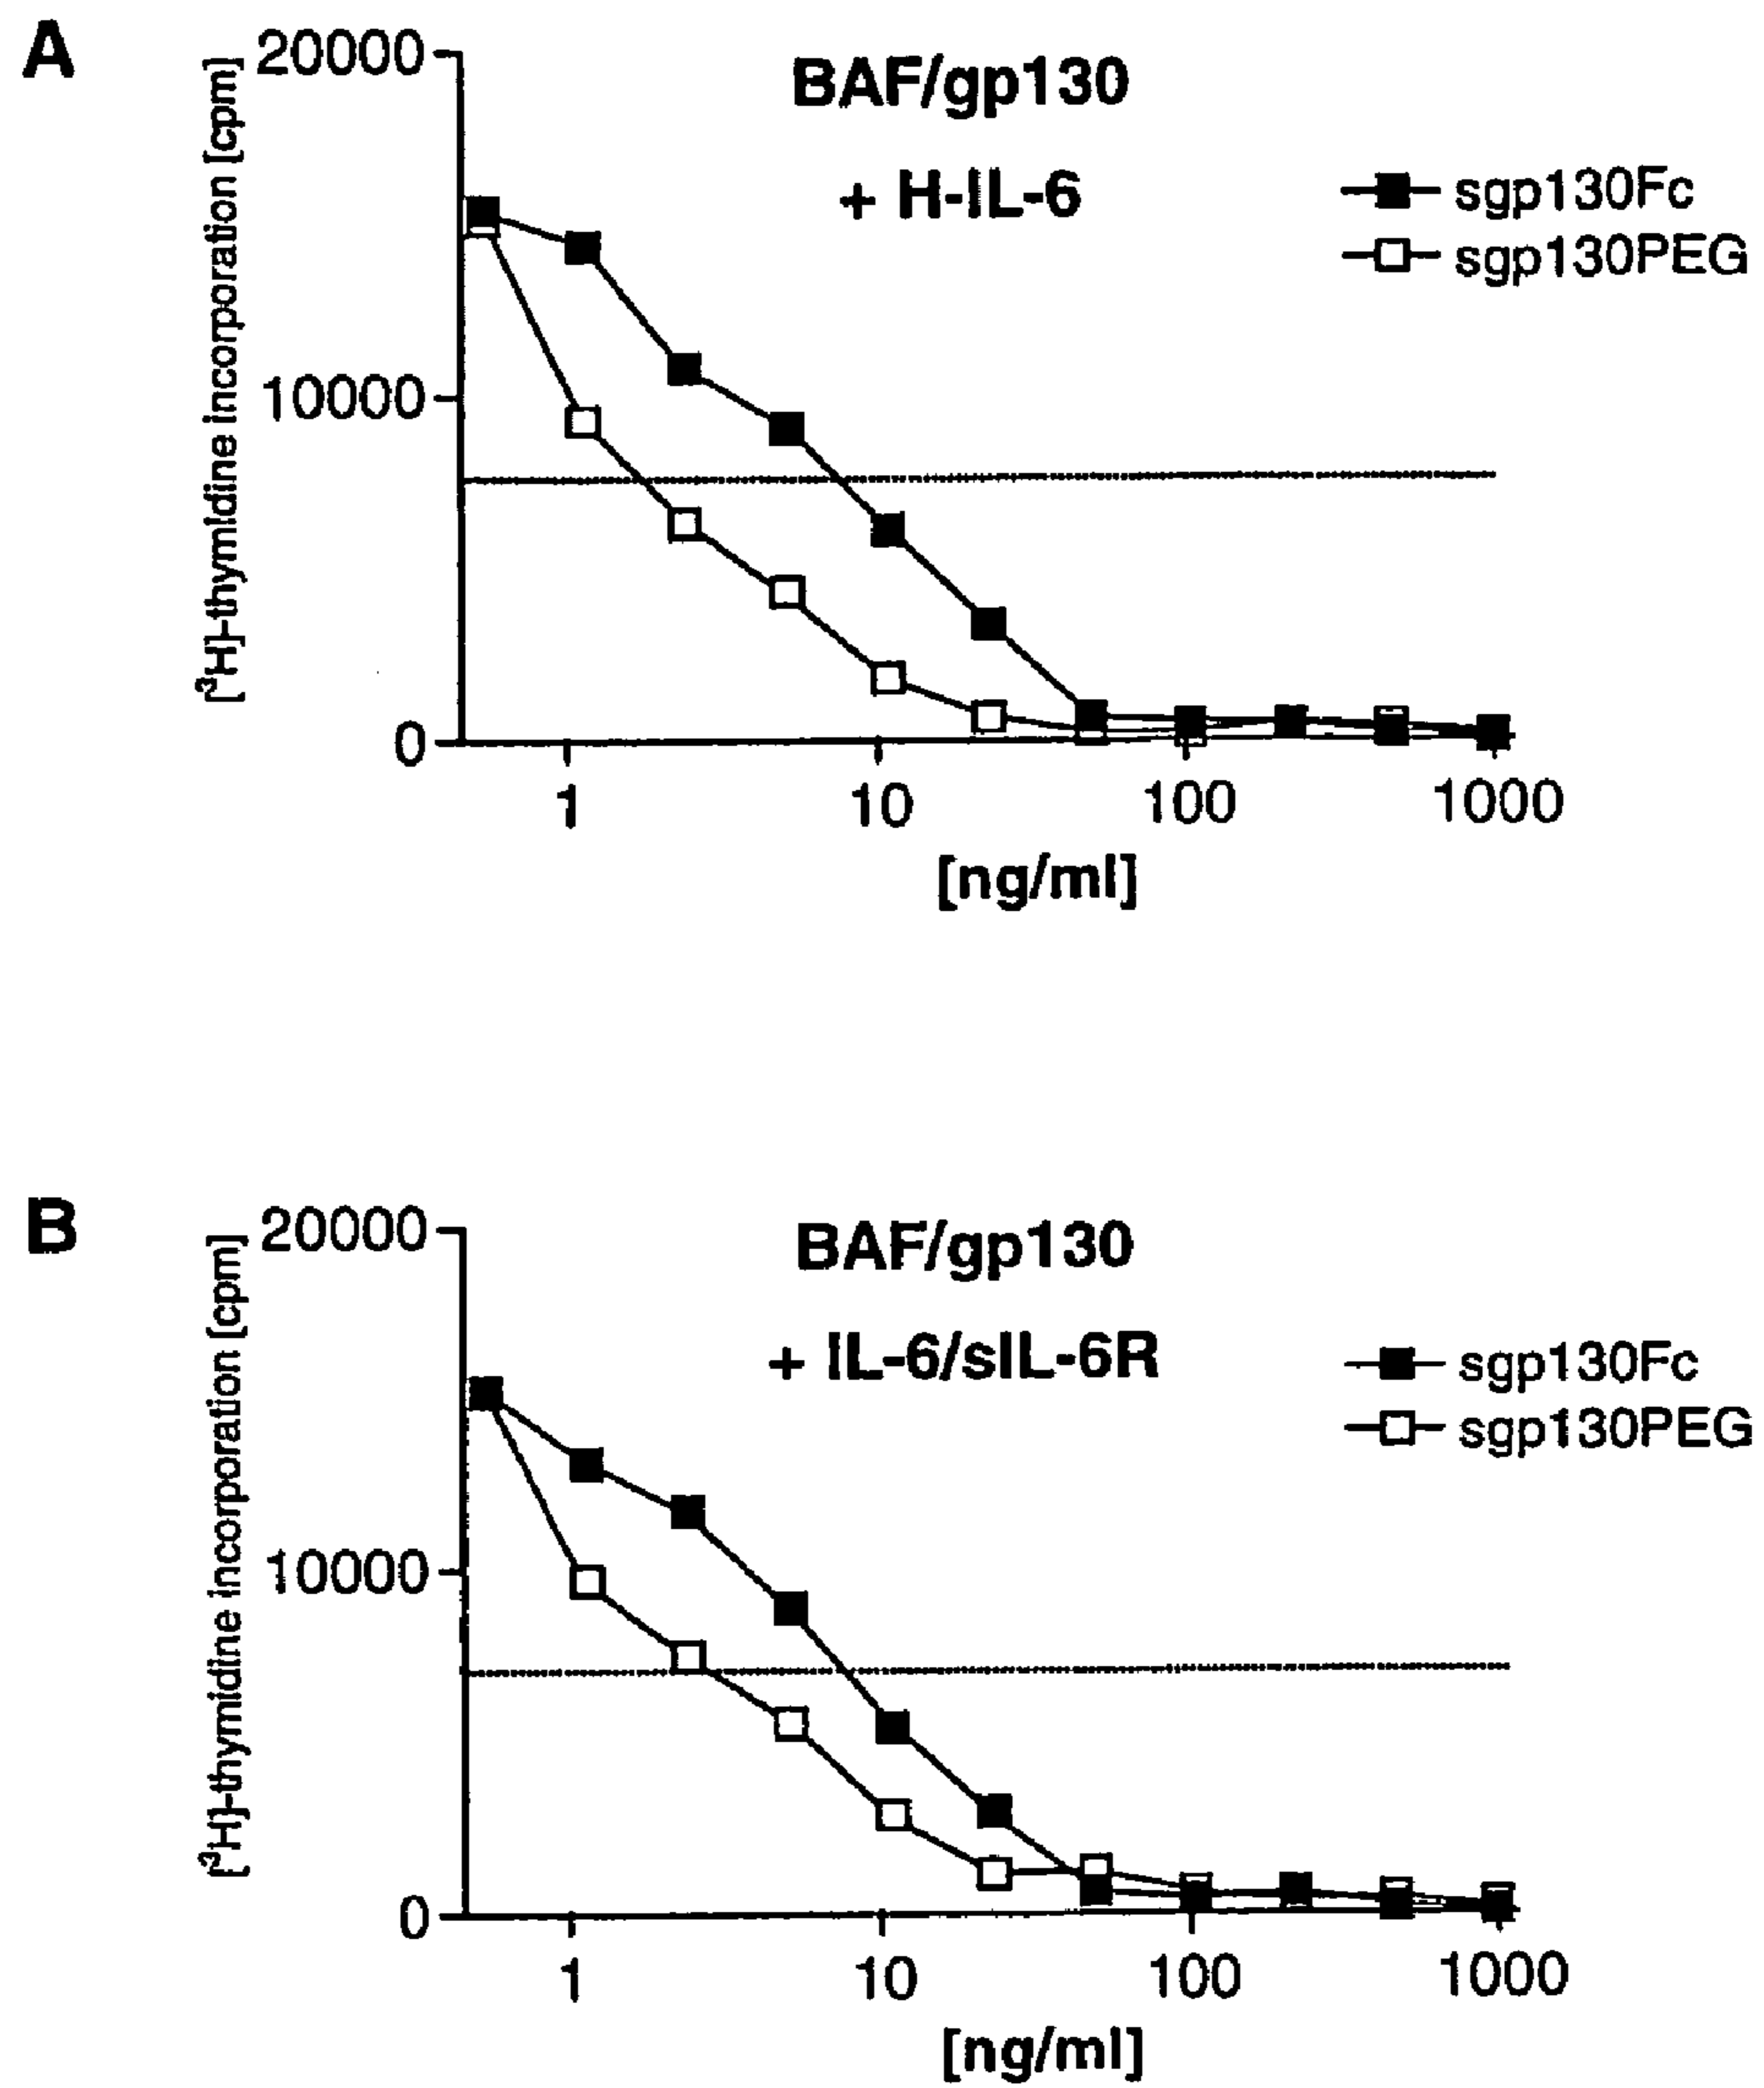 A
BAF/gp130
+ H-IL-6
sgp130Fc
sgp130PEG
[³H]-thymidine incorporation [cpm]
20000
10000
0
1 10 100 1000
[ng/ml]
B
BAF/gp130
+ IL-6/sIL-6R
sgp130Fc
sgp130PEG
[³H]-thymidine incorporation [cpm]
20000
10000
0
1 10 100 1000
[ng/ml]